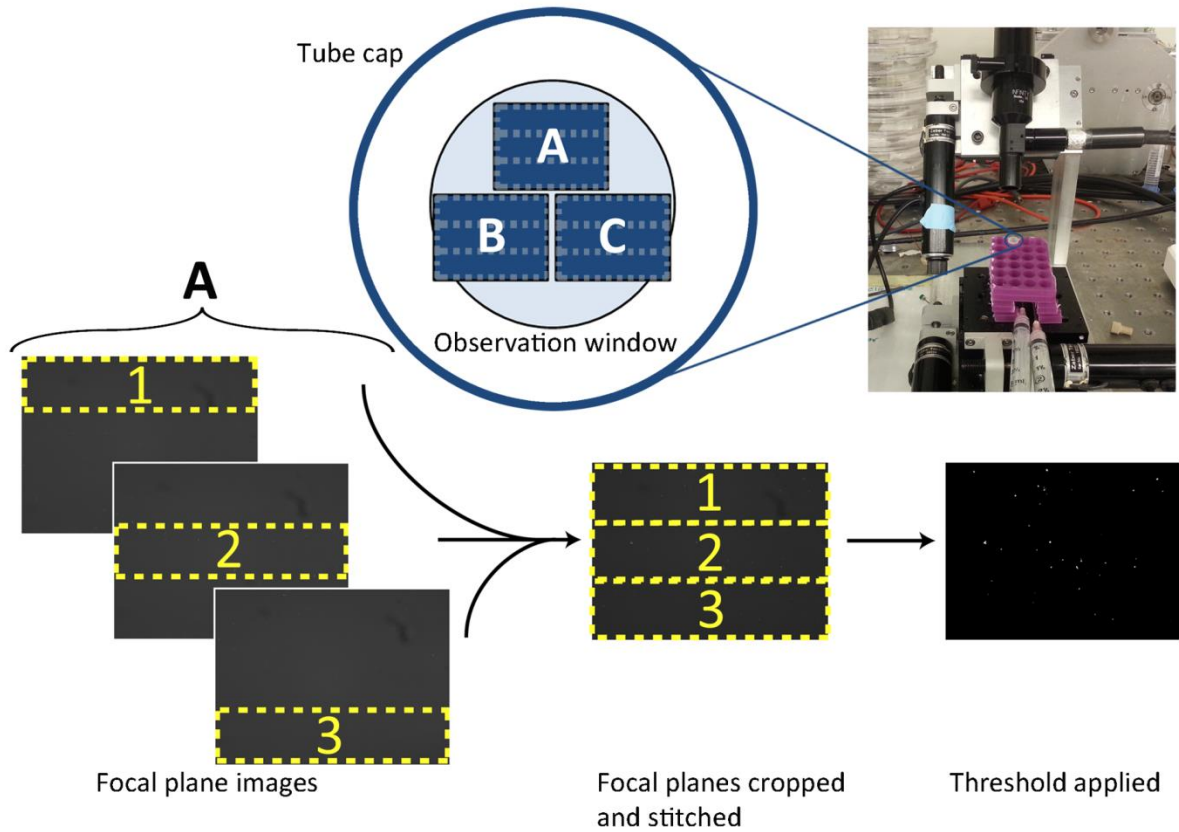 Tube cap
A
B C
Observation window
A
1
2
3
1
2
3
Focal plane images
Focal planes cropped
and stitched
Threshold applied